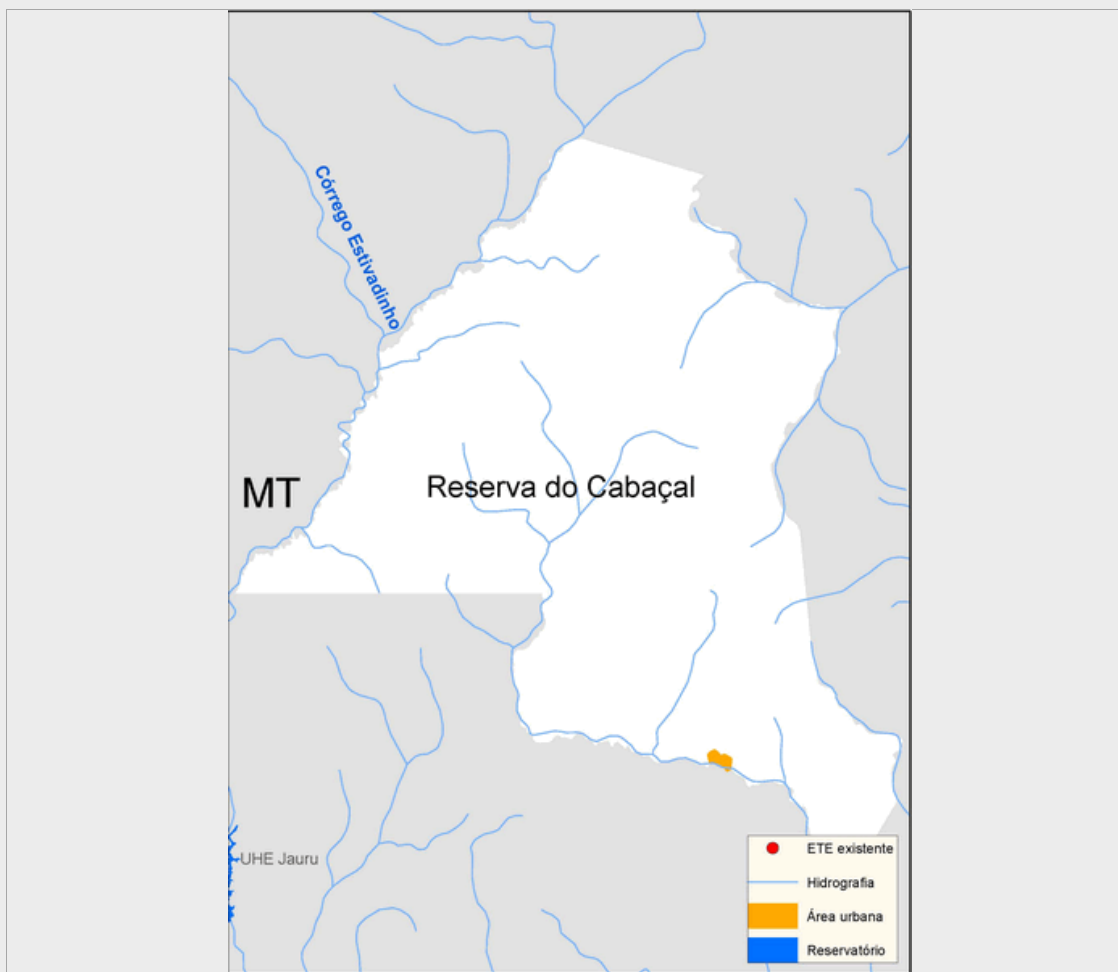 Córrego Estivadinho
MT
Reserva do Cabaçal
UHE Jauru
ETE existente
Hidrografia
Área urbana
Reservatório